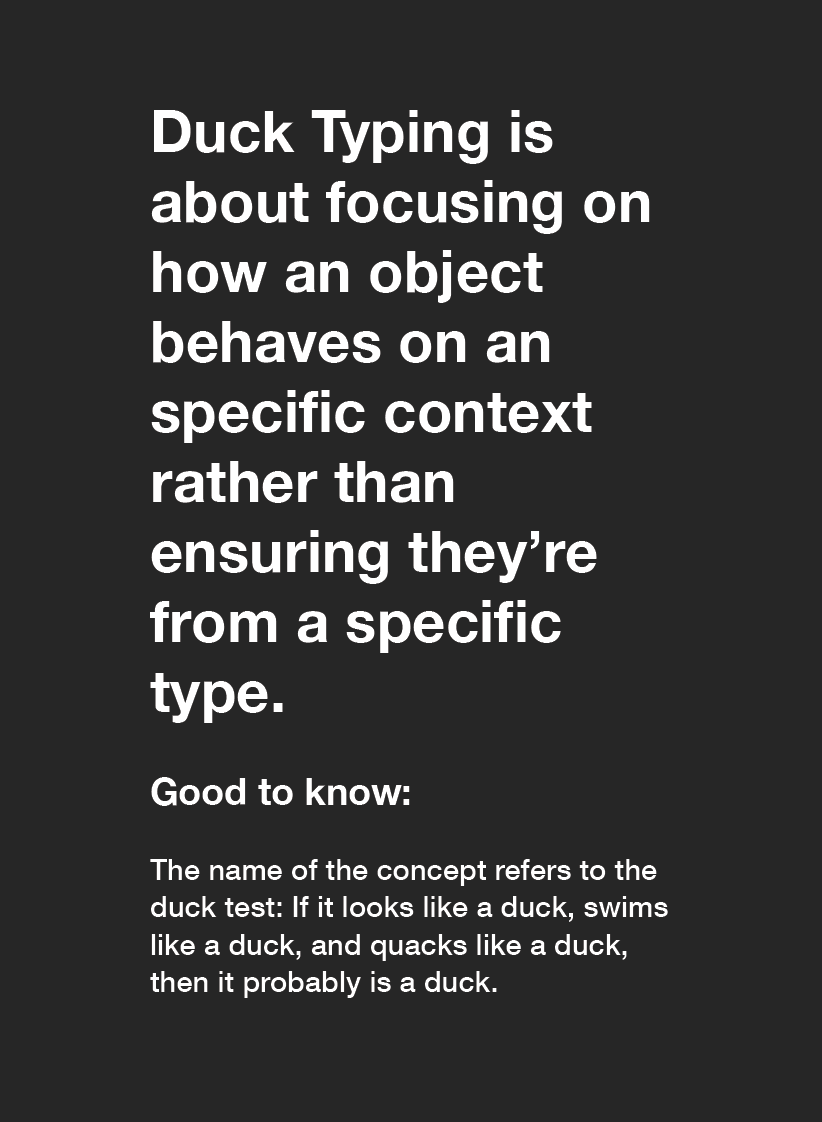 Duck Typing is
about focusing on
how an object
behaves on an
specific context
rather than
ensuring they’re
from a specific
type.
Good to know:
The name of the concept refers to the
duck test: If it looks like a duck, swims
like a duck, and quacks like a duck,
then it probably is a duck.